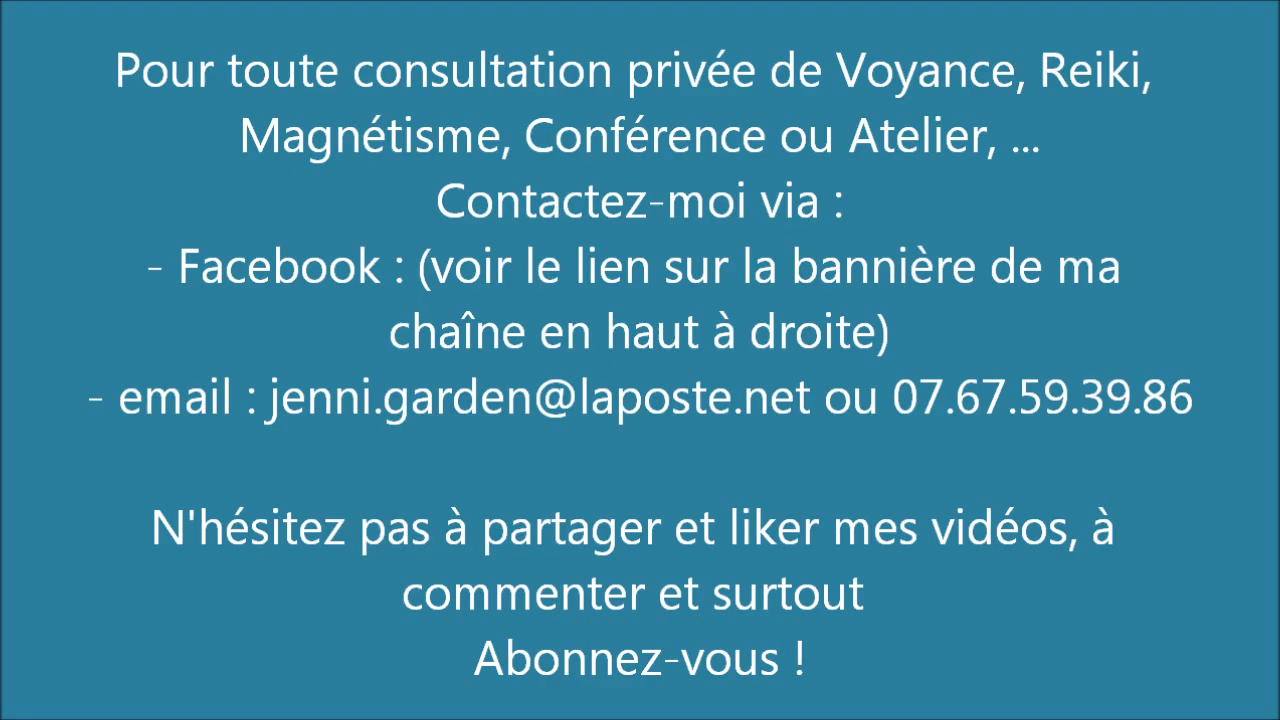 Pour toute consultation privée de Voyance, Reiki,
Magnétisme, Conférence ou Atelier, ...
Contactez-moi via :
- Facebook : (voir le lien sur la bannière de ma
chaîne en haut à droite)
- email : jenni.garden@laposte.net ou 07.67.59.39.86
N'hésitez pas à partager et liker mes vidéos, à
commenter et surtout
Abonnez-vous !